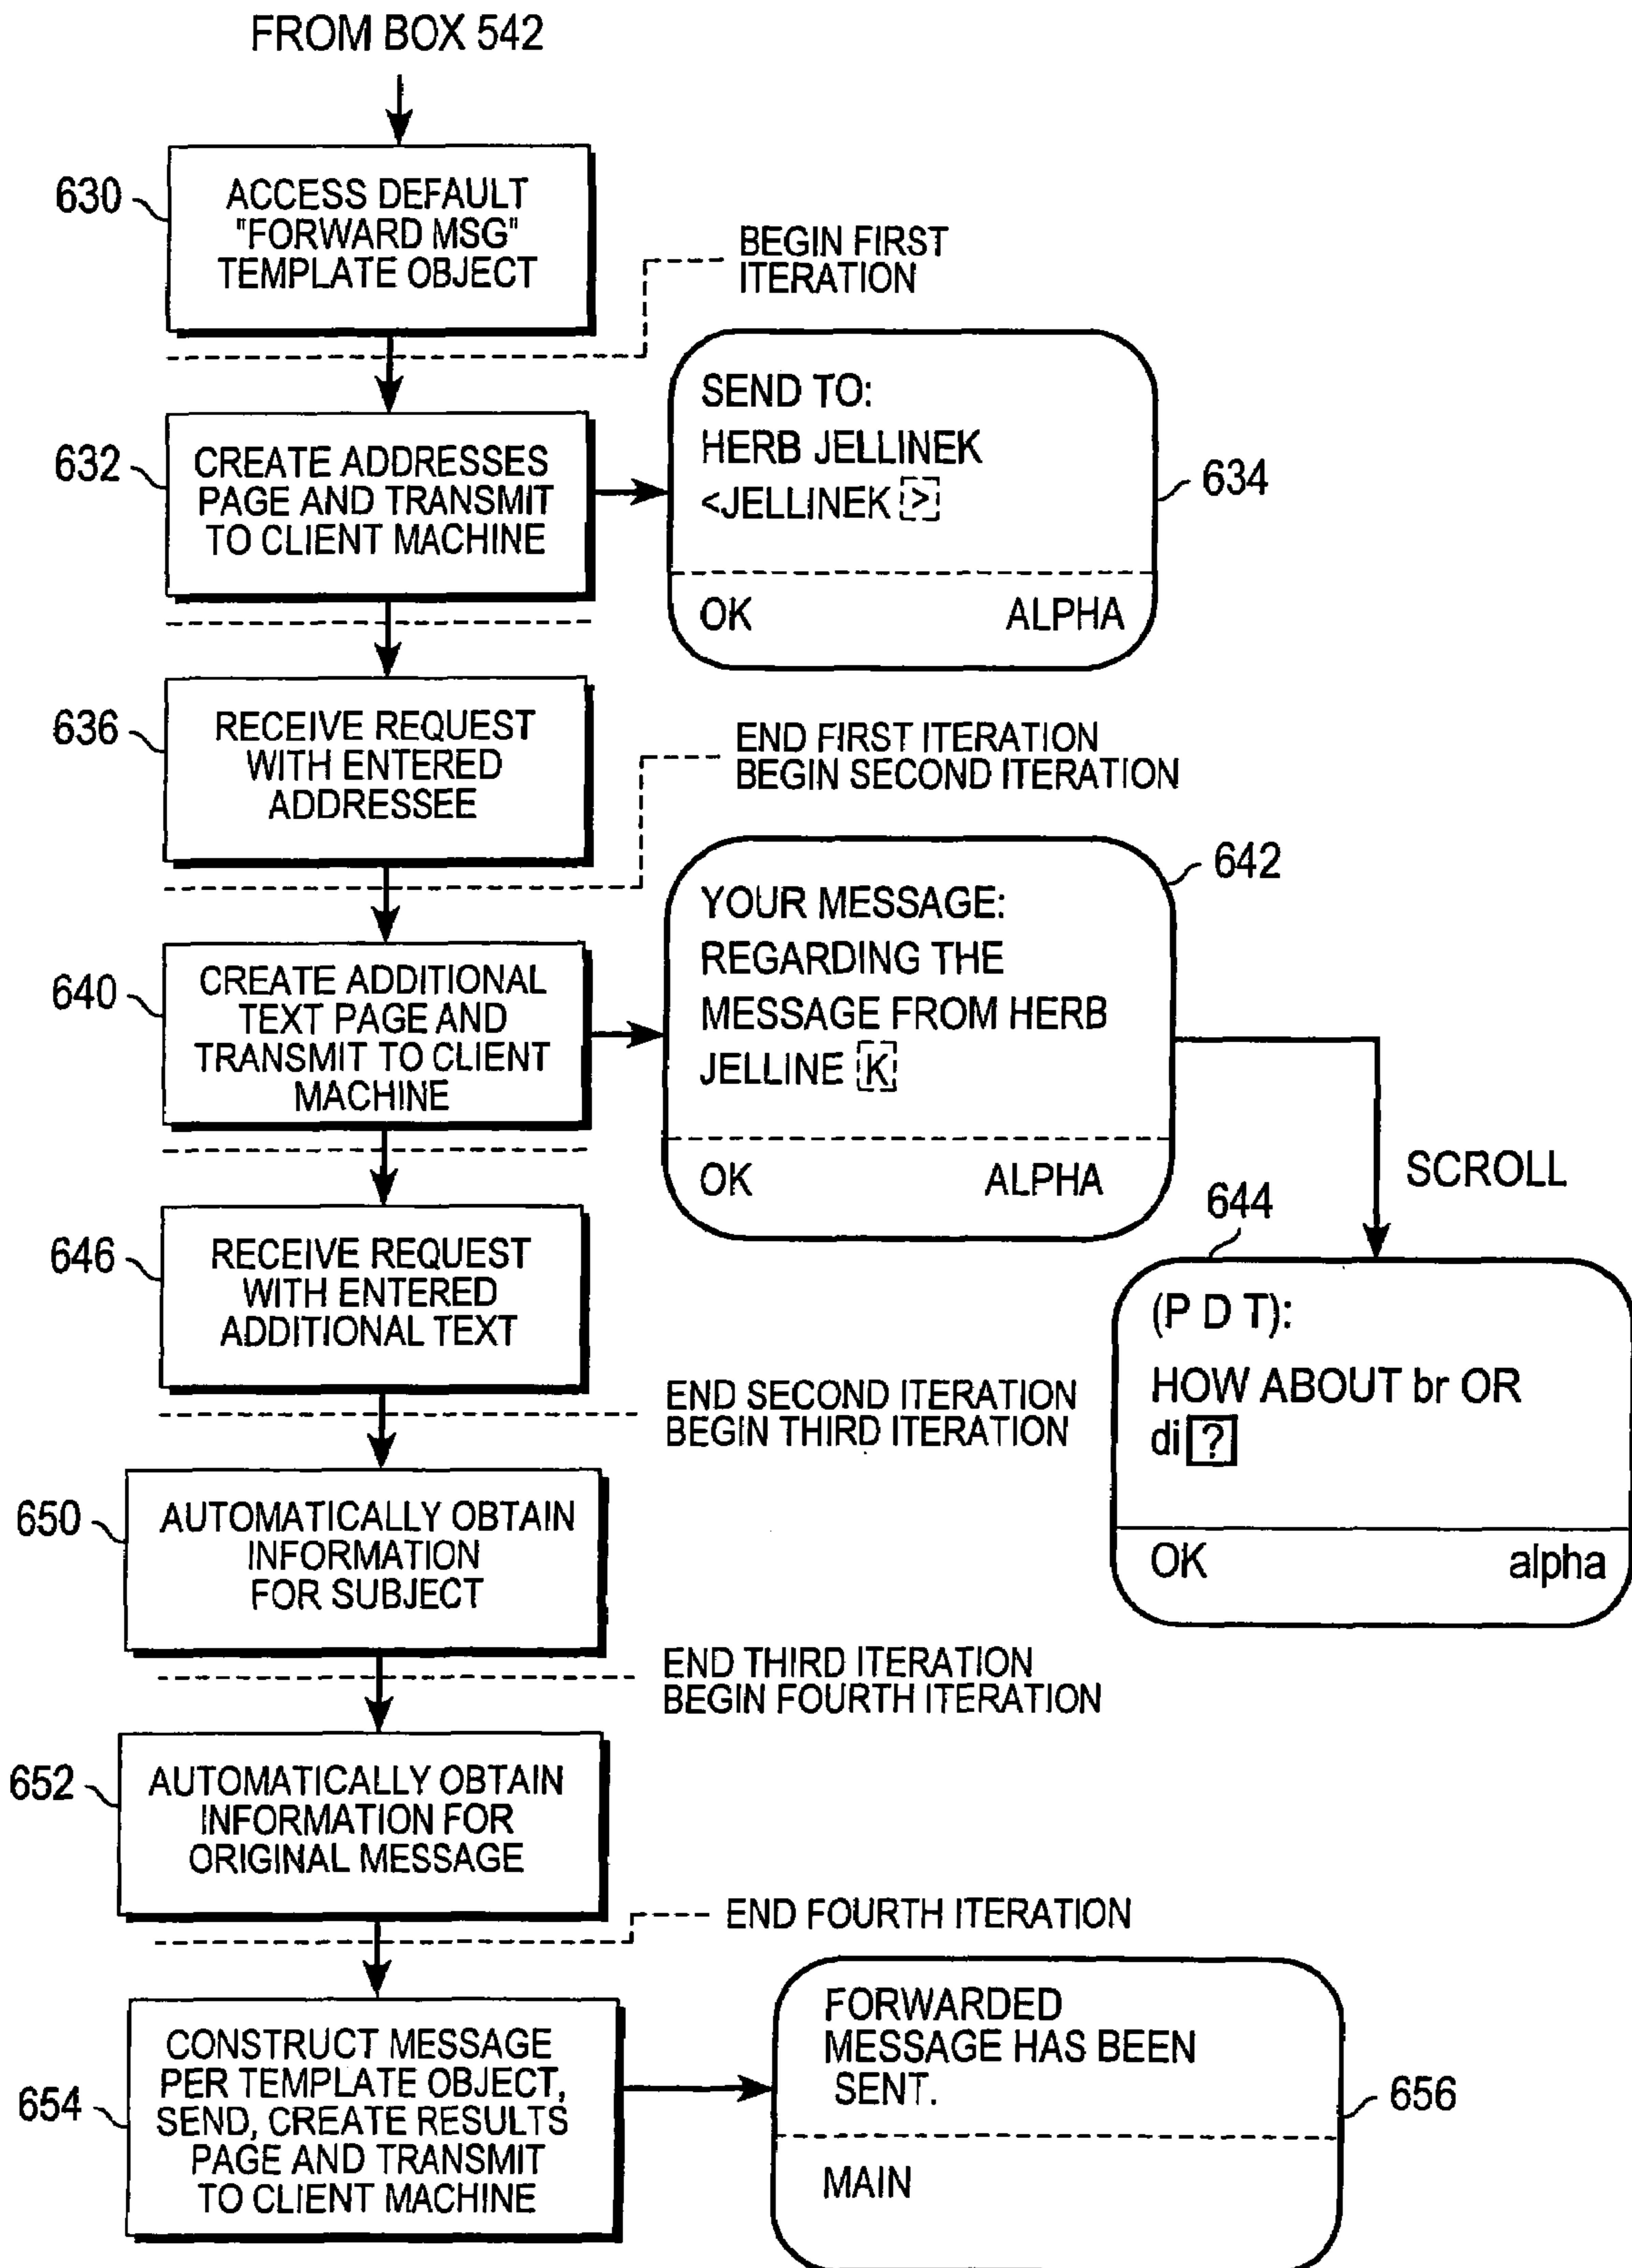 FROM BOX 542
630
ACCESS DEFAULT
"FORWARD MSG"
TEMPLATE OBJECT
BEGIN FIRST
ITERATION
632
CREATE ADDRESSES
PAGE AND TRANSMIT
TO CLIENT MACHINE
SEND TO:
HERB JELLINEK
<JELLINEK >
OK ALPHA
634
636
RECEIVE REQUEST
WITH ENTERED
ADDRESSEE
END FIRST ITERATION
BEGIN SECOND ITERATION
640
CREATE ADDITIONAL
TEXT PAGE AND
TRANSMIT TO CLIENT
MACHINE
642
YOUR MESSAGE:
REGARDING THE
MESSAGE FROM HERB
JELLINE K
OK ALPHA
SCROLL
644
(P D T):
HOW ABOUT br OR
di ?
OK alpha
646
RECEIVE REQUEST
WITH ENTERED
ADDITIONAL TEXT
END SECOND ITERATION
BEGIN THIRD ITERATION
650
AUTOMATICALLY OBTAIN
INFORMATION
FOR SUBJECT
END THIRD ITERATION
BEGIN FOURTH ITERATION
652
AUTOMATICALLY OBTAIN
INFORMATION FOR
ORIGINAL MESSAGE
END FOURTH ITERATION
654
CONSTRUCT MESSAGE
PER TEMPLATE OBJECT,
SEND, CREATE RESULTS
PAGE AND TRANSMIT
TO CLIENT MACHINE
FORWARDED
MESSAGE HAS BEEN
SENT.
MAIN
656